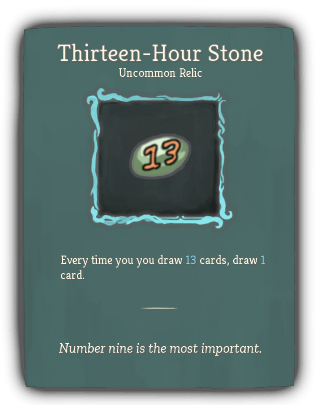 Thirteen-Hour Stone
Uncommon Relic
13
Every time you you draw 13 cards, draw 1
card.
Number nine is the most important.